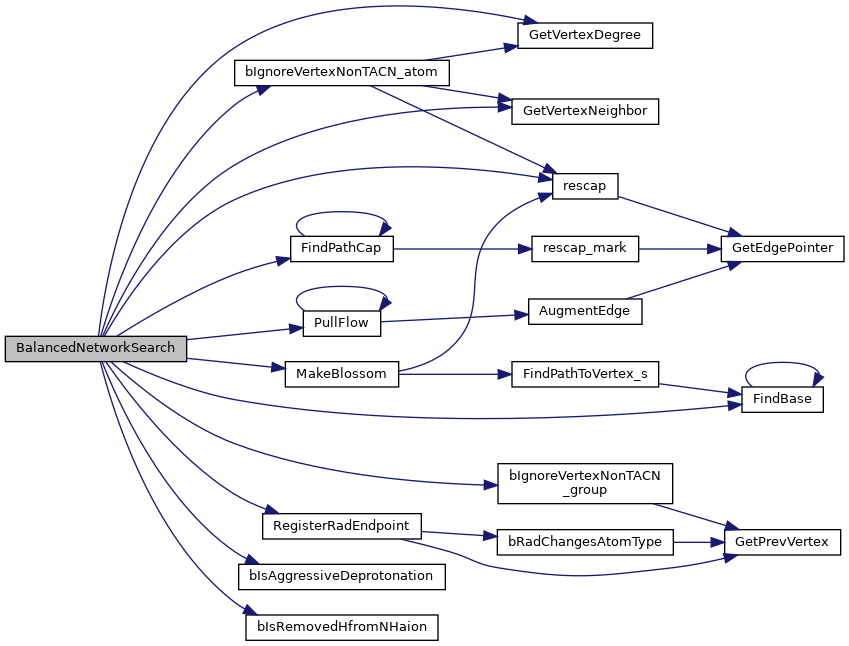 GetVertexDegree
bIgnoreVertexNonTACN_atom
GetVertexNeighbor
rescap
FindPathCap
rescap_mark
GetEdgePointer
AugmentEdge
PullFlow
BalancedNetworkSearch
MakeBlossom
FindPathToVertex_s
FindBase
bIgnoreVertexNonTACN
_group
RegisterRadEndpoint
bRadChangesAtomType
GetPrevVertex
bIsAggressiveDeprotonation
bIsRemovedHfromNHaion